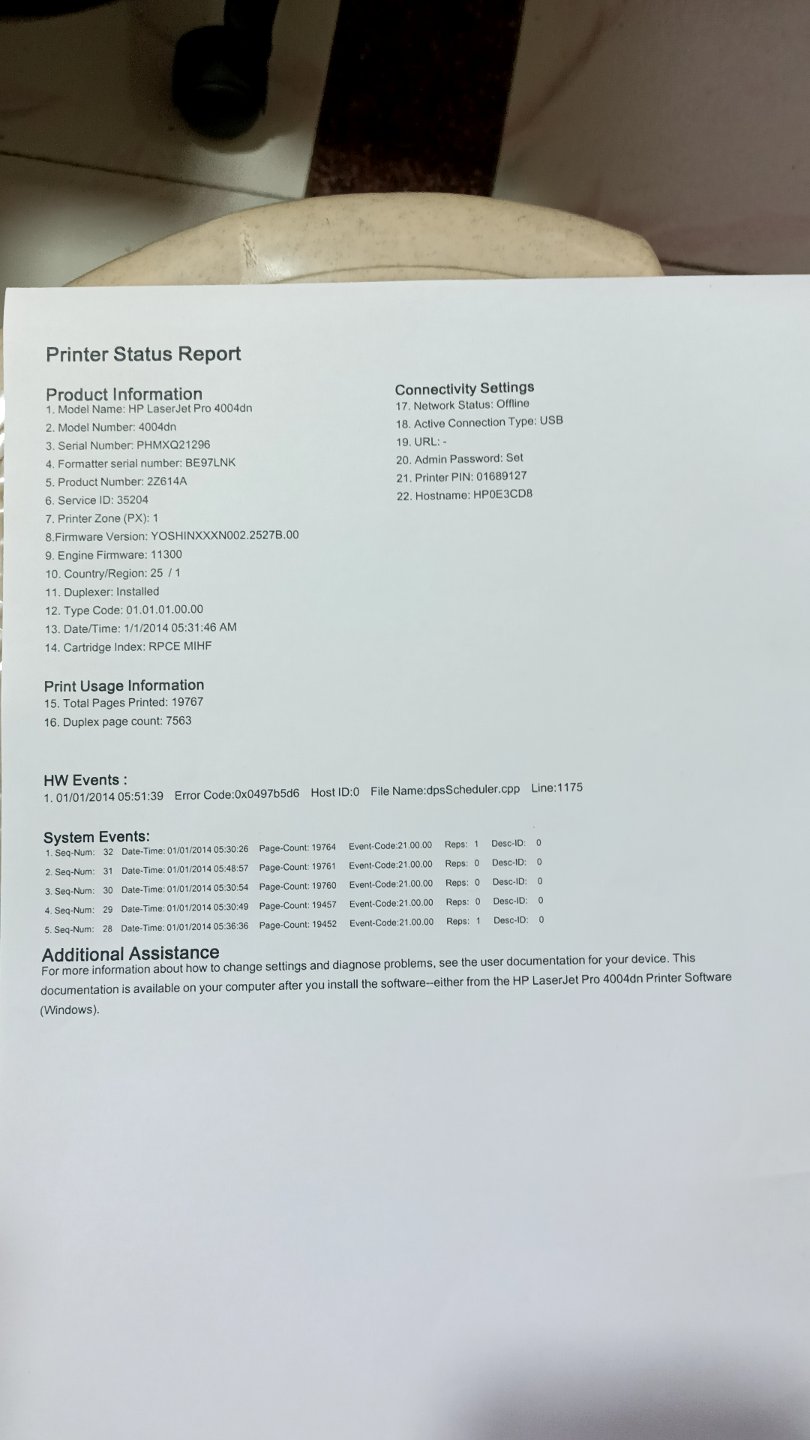 Printer Status Report
Product Information
1. Model Name: HP LaserJet Pro 4004dn
2. Model Number: 4004dn
3. Serial Number: PHMXQ21296
4. Formatter serial number: BE97LNK
5. Product Number: 2Z614A
6. Service ID: 35204
7. Printer Zone (PX): 1
8.Firmware Version: YOSHINXXXN002.2527B.00
9. Engine Firmware: 11300
10. Country/Region: 25 / 1
11. Duplexer: Installed
12. Type Code: 01.01.01.00.00
13. Date/Time: 1/1/2014 05:31:46 AM
14. Cartridge Index: RPCE MIHF
Print Usage Information
15. Total Pages Printed: 19767
16. Duplex page count: 7563
Connectivity Settings
17. Network Status: Offline
18. Active Connection Type: USB
19. URL: -
20. Admin Password: Set
21. Printer PIN: 01689127
22. Hostname: HP0E3CD8
HW Events :
1. 01/01/2014 05:51:39 Error Code:0x0497b5d6 Host ID:0 File Name:dpsScheduler.cpp Line:1175
System Events:
1. Seq-Num: 32 Date-Time: 01/01/2014 05:30:26 Page-Count: 19764 Event-Code:21.00.00 Reps: 1 Desc-ID: 0
2. Seq-Num: 31 Date-Time: 01/01/2014 05:48:57 Page-Count: 19761 Event-Code:21.00.00 Reps: 0 Desc-ID: 0
3. Seq-Num: 30 Date-Time: 01/01/2014 05:30:54 Page-Count: 19760 Event-Code:21.00.00 Reps: 0 Desc-ID: 0
4. Seq-Num: 29 Date-Time: 01/01/2014 05:30:49 Page-Count: 19457 Event-Code:21.00.00 Reps: 0 Desc-ID: 0
5. Seq-Num: 28 Date-Time: 01/01/2014 05:36:36 Page-Count: 19452 Event-Code:21.00.00 Reps: 1 Desc-ID: 0
Additional Assistance
For more information about how to change settings and diagnose problems, see the user documentation for your device. This
documentation is available on your computer after you install the software--either from the HP LaserJet Pro 4004dn Printer Software
(Windows).